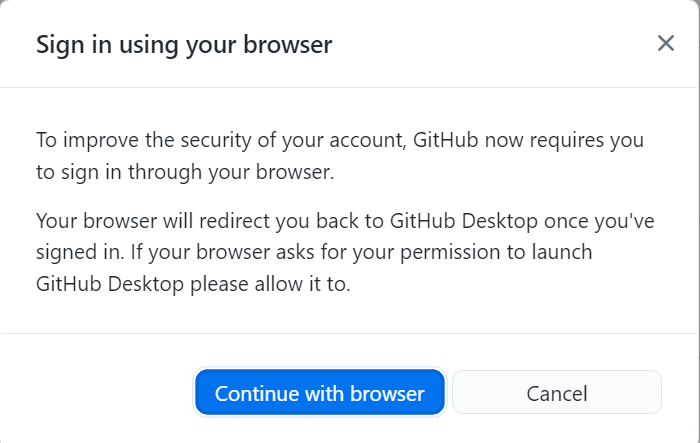 Sign in using your browser
To improve the security of your account, GitHub now requires you
to sign in through your browser.
Your browser will redirect you back to GitHub Desktop once you've
signed in. If your browser asks for your permission to launch
GitHub Desktop please allow it to.
Continue with browser
Cancel